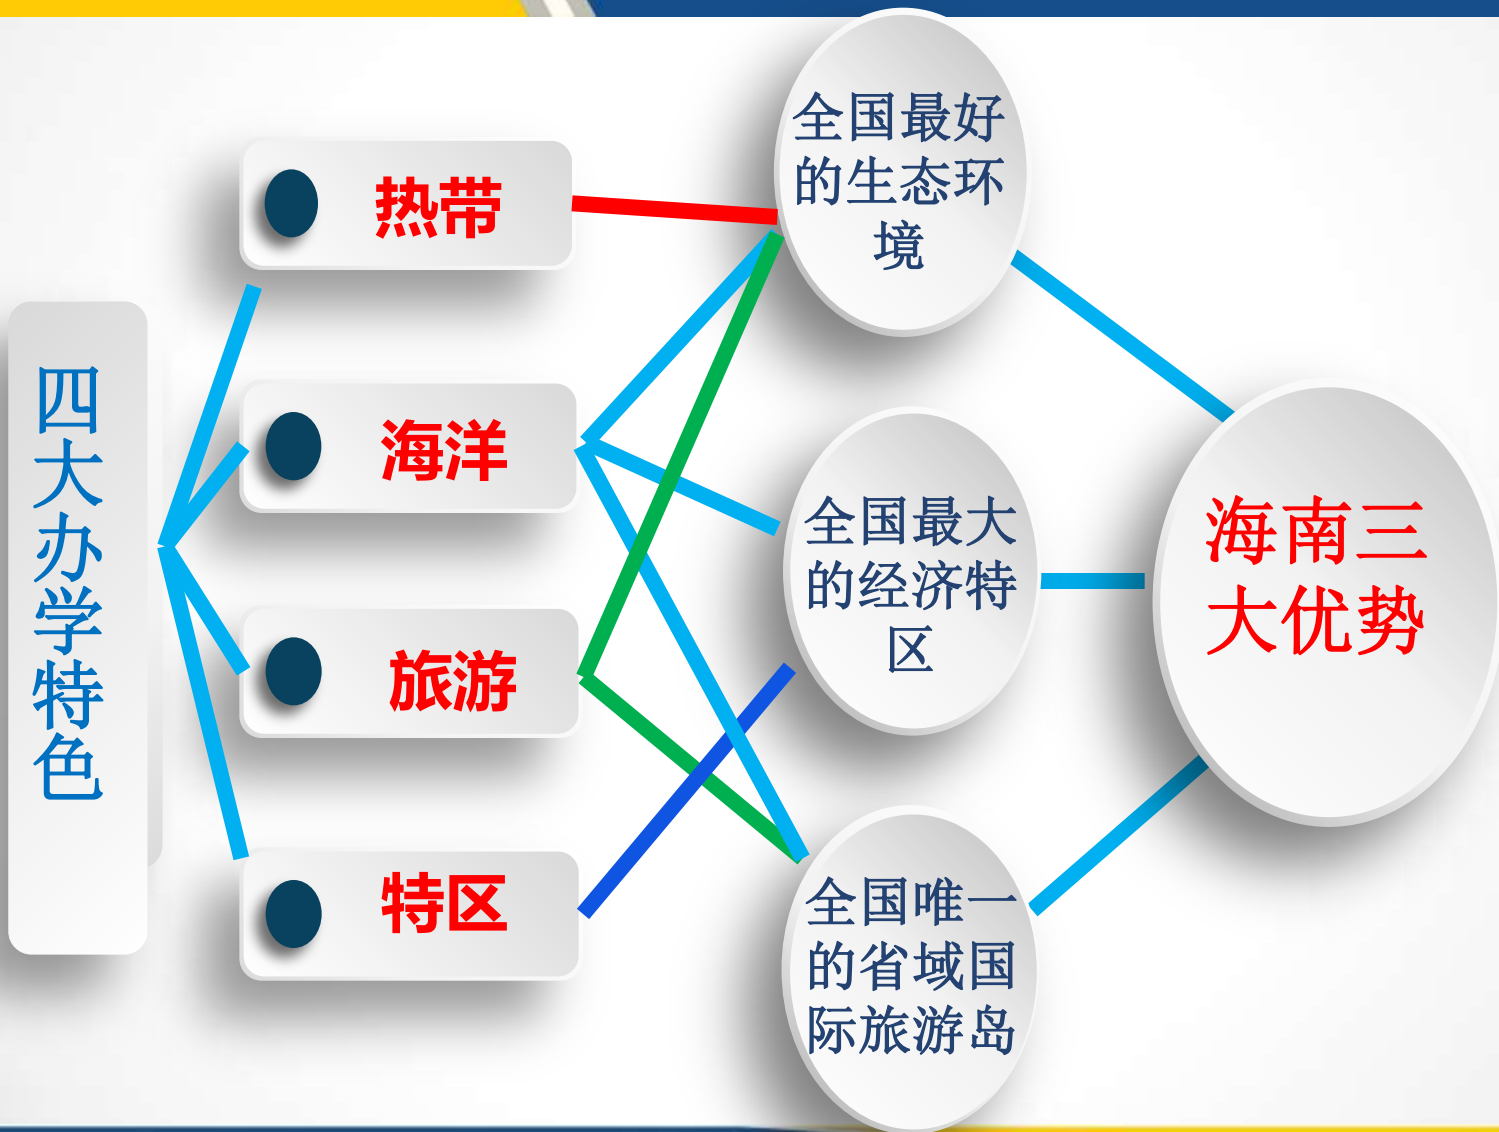 四大办学特色
热带
海洋
旅游
特区
全国最好
的生态环
境
全国最大
的经济特
区
全国唯一
的省域国
际旅游岛
海南三
大优势